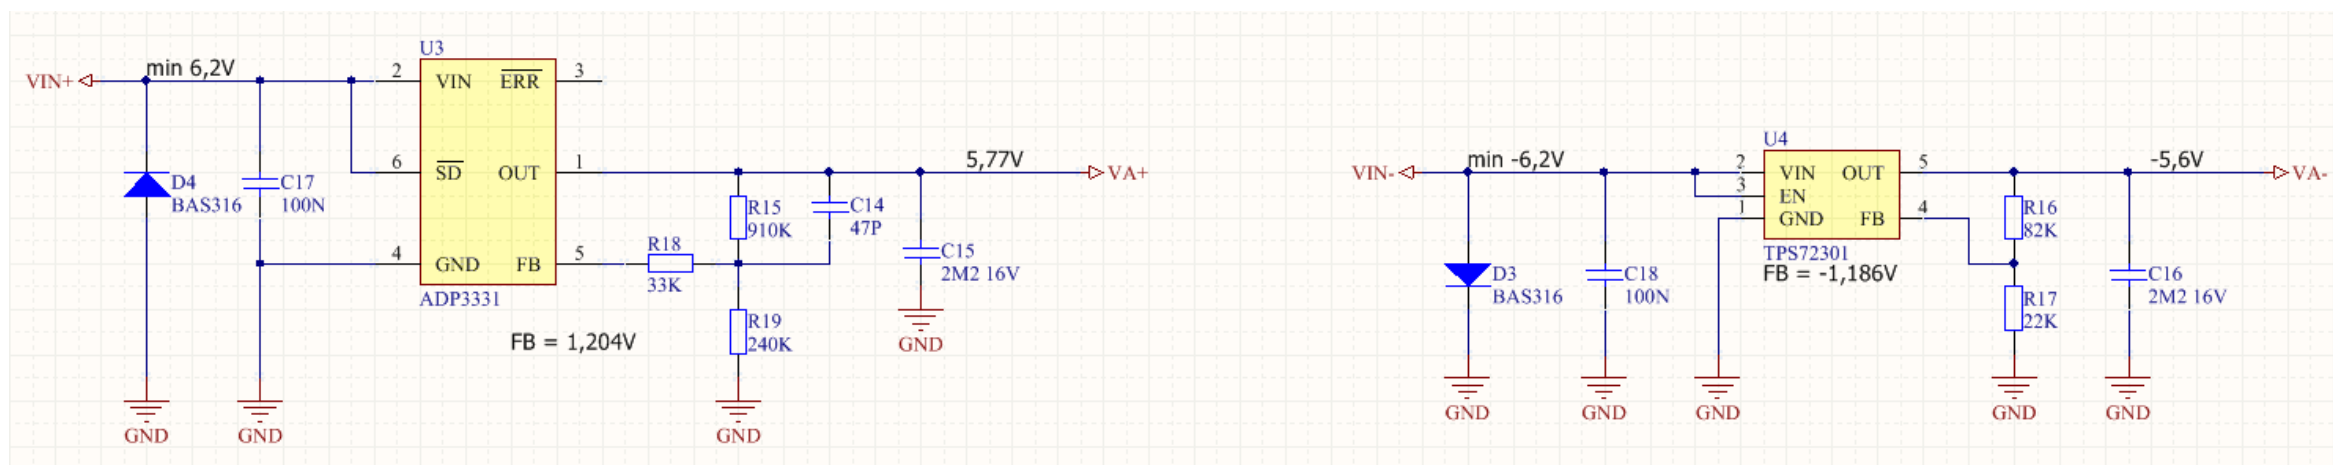 U3
VIN+
min 6,2V
2
VIN
ERR
3
6
SD
OUT
1
5,77V
VA+
D4
BAS316
C17
100N
R15
910K
C14
47P
4
GND
FB
5
R18
33K
C15
2M2 16V
ADP3331
R19
240K
GND
FB = 1,204V
GND
GND
GND
U4
VIN-
min -6,2V
2
VIN
OUT
5
-5,6V
VA-
3
EN
1
GND
FB
4
R16
82K
TPS72301
FB = -1,186V
D3
BAS316
C18
100N
R17
22K
C16
2M2 16V
GND
GND
GND
GND
GND